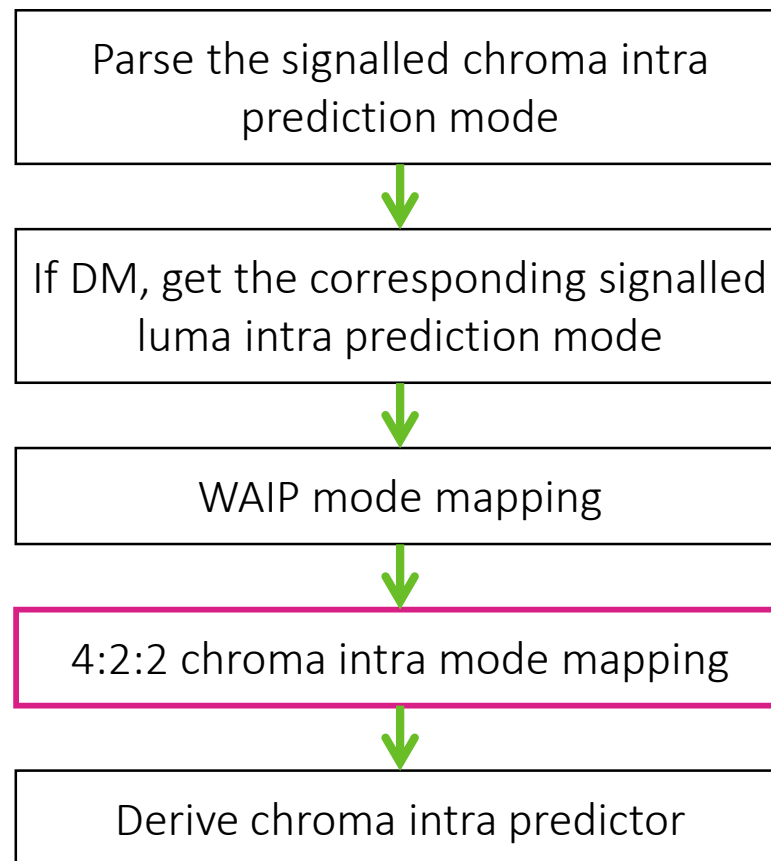 Parse the signalled chroma intra
prediction mode
If DM, get the corresponding signalled
luma intra prediction mode
WAIP mode mapping
4:2:2 chroma intra mode mapping
Derive chroma intra predictor